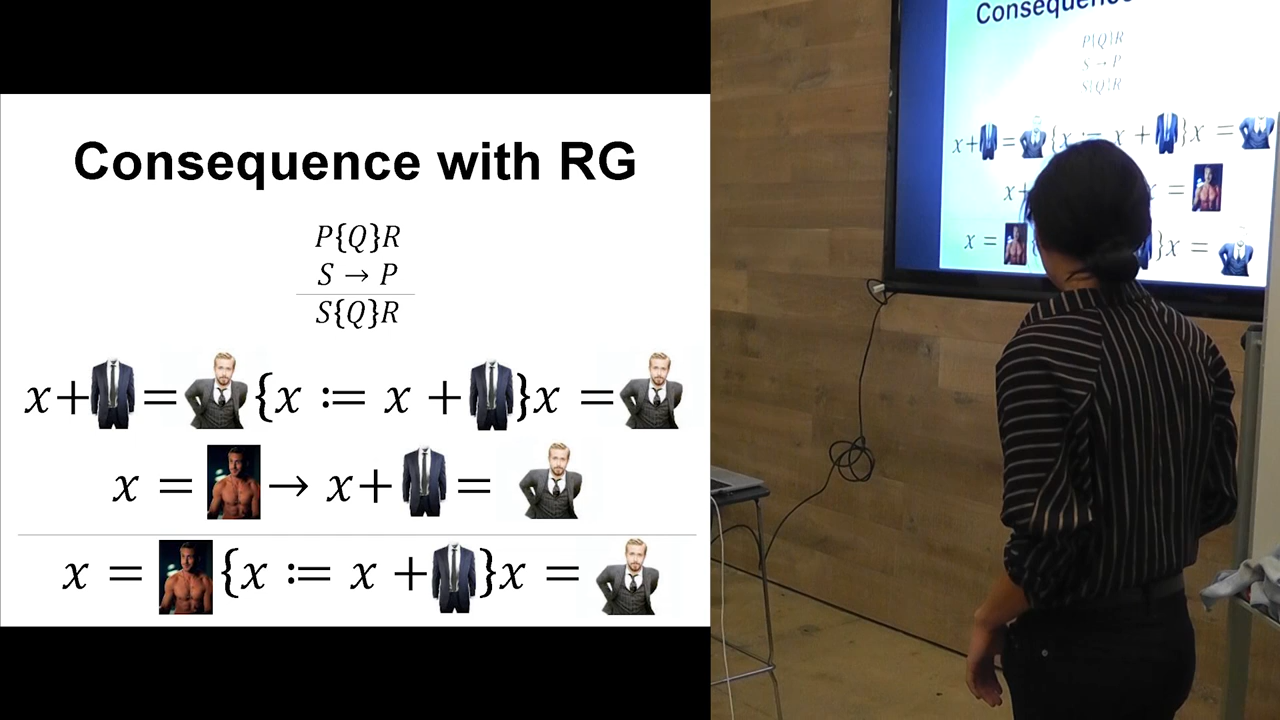 Consequence with RG
P{Q}R
S → P
S{Q}R
x+ = {x := x + }x =
x = → x+ =
x = {x := x + }x =
Consequence
P{Q}R
S → P
S{Q}R
x+ = {x := x + }x =
x+ x =
x = { }x =